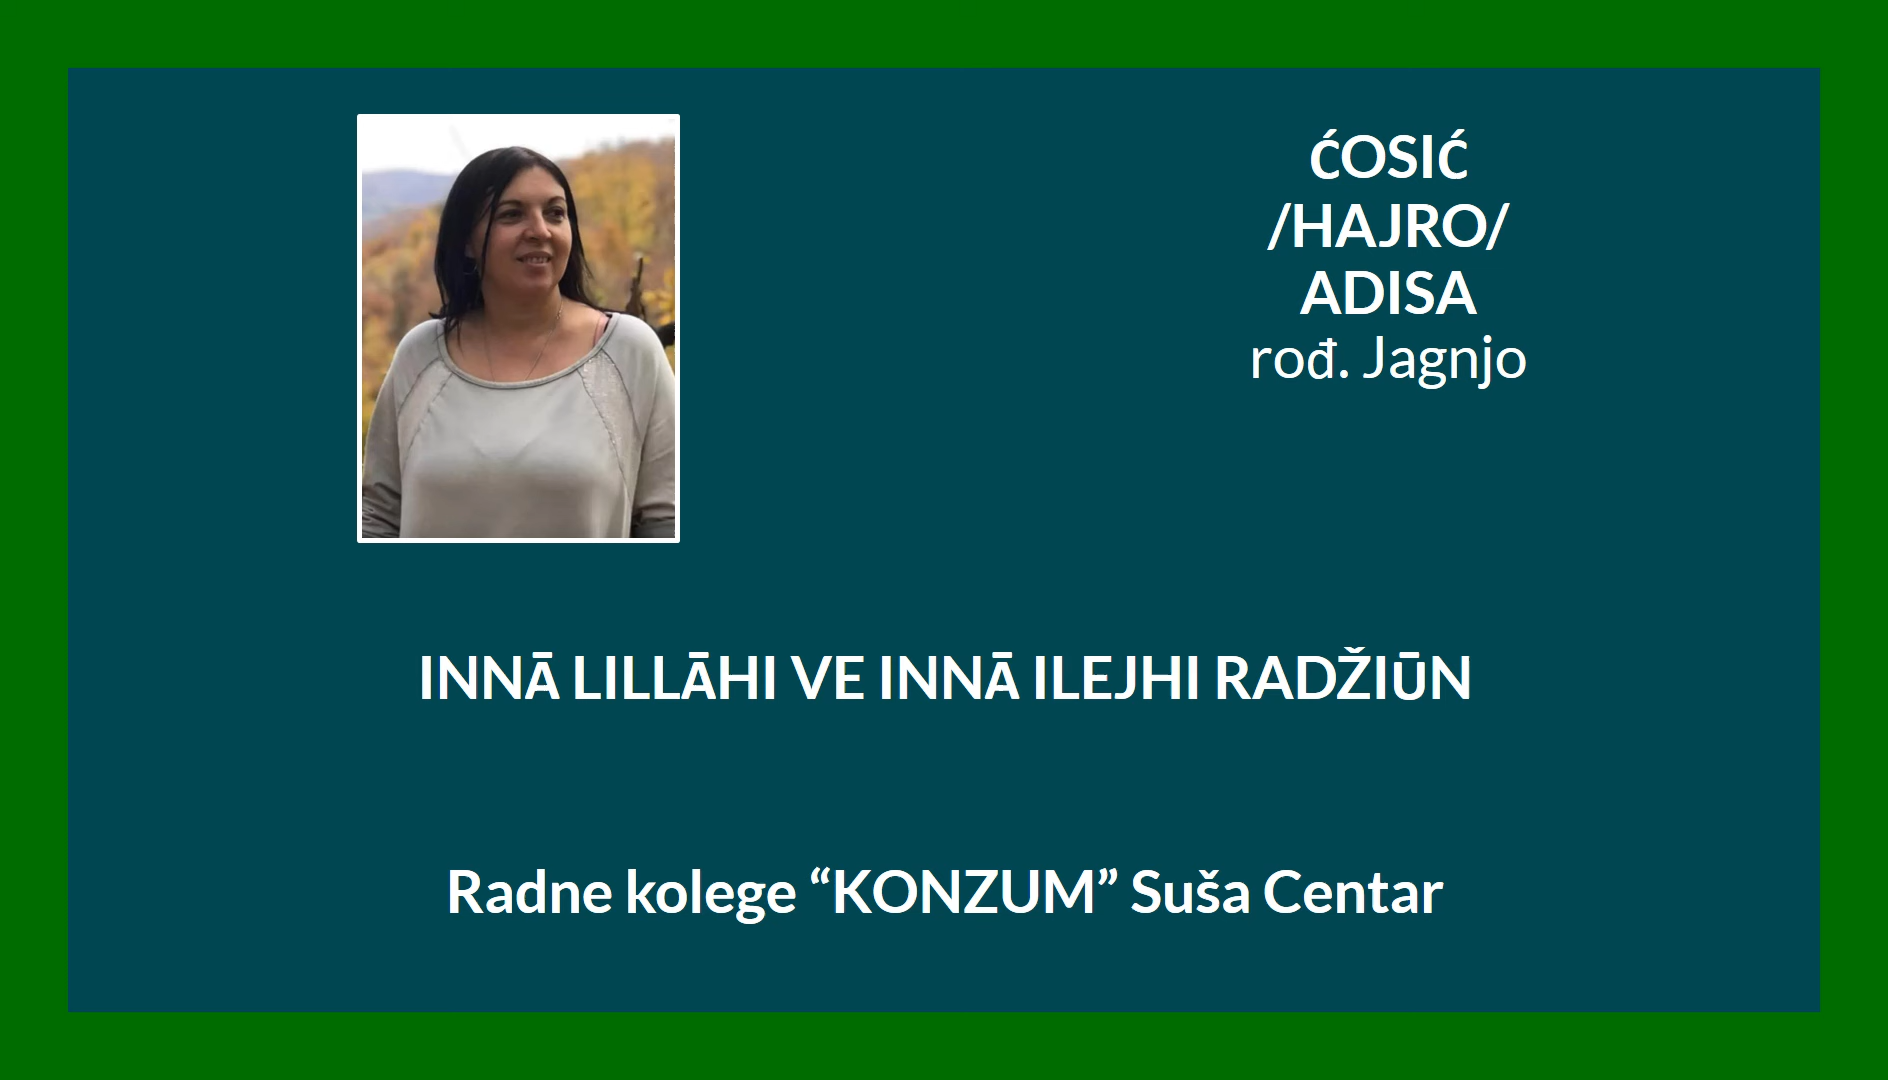 ĆOSIĆ
/HAJRO/
ADISA
rođ. Jagnjo
INNĀ LILLĀHI VE INNĀ ILEJHI RADŽIŪN
Radne kolege “KONZUM” Suša Centar